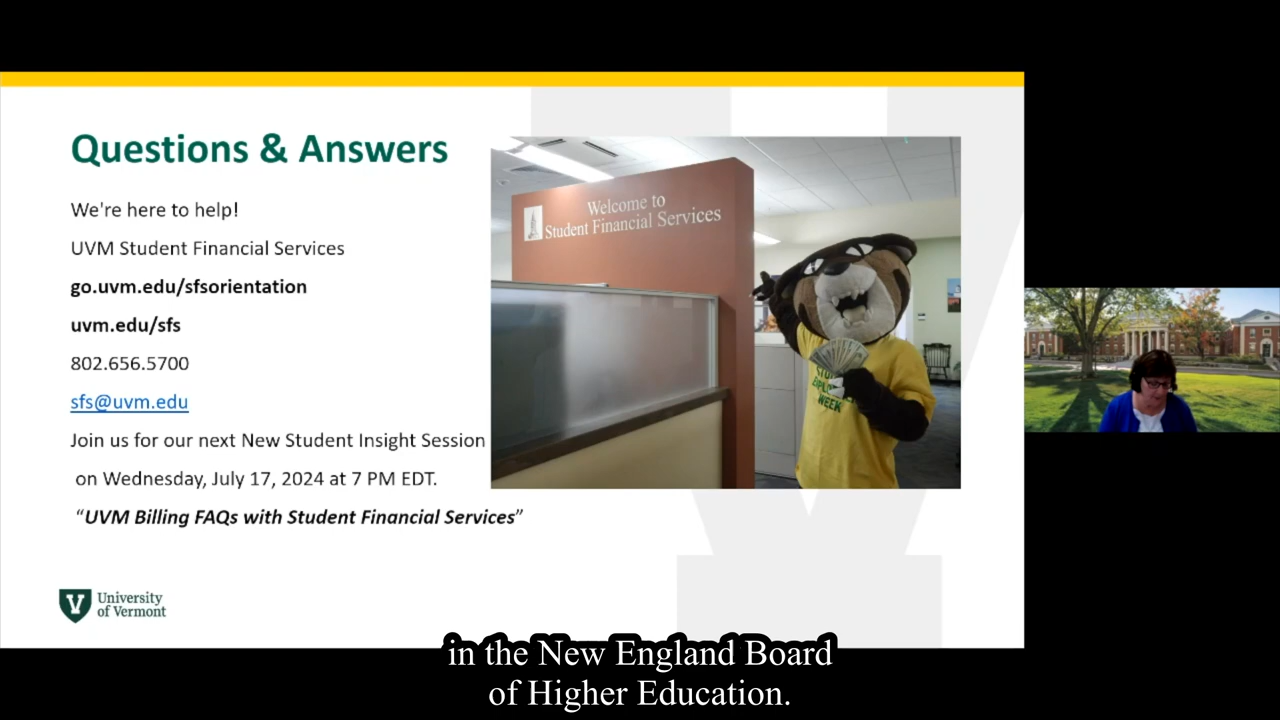 Questions & Answers
We're here to help!
UVM Student Financial Services
go.uvm.edu/sfsorientation
uvm.edu/sfs
802.656.5700
sfs@uvm.edu
Join us for our next New Student Insight Session
on Wednesday, July 17, 2024 at 7 PM EDT.
“UVM Billing FAQs with Student Financial Services”
Welcome to
Student Financial Services
WEEK
V University
of Vermont
in the New England Board
of Higher Education.